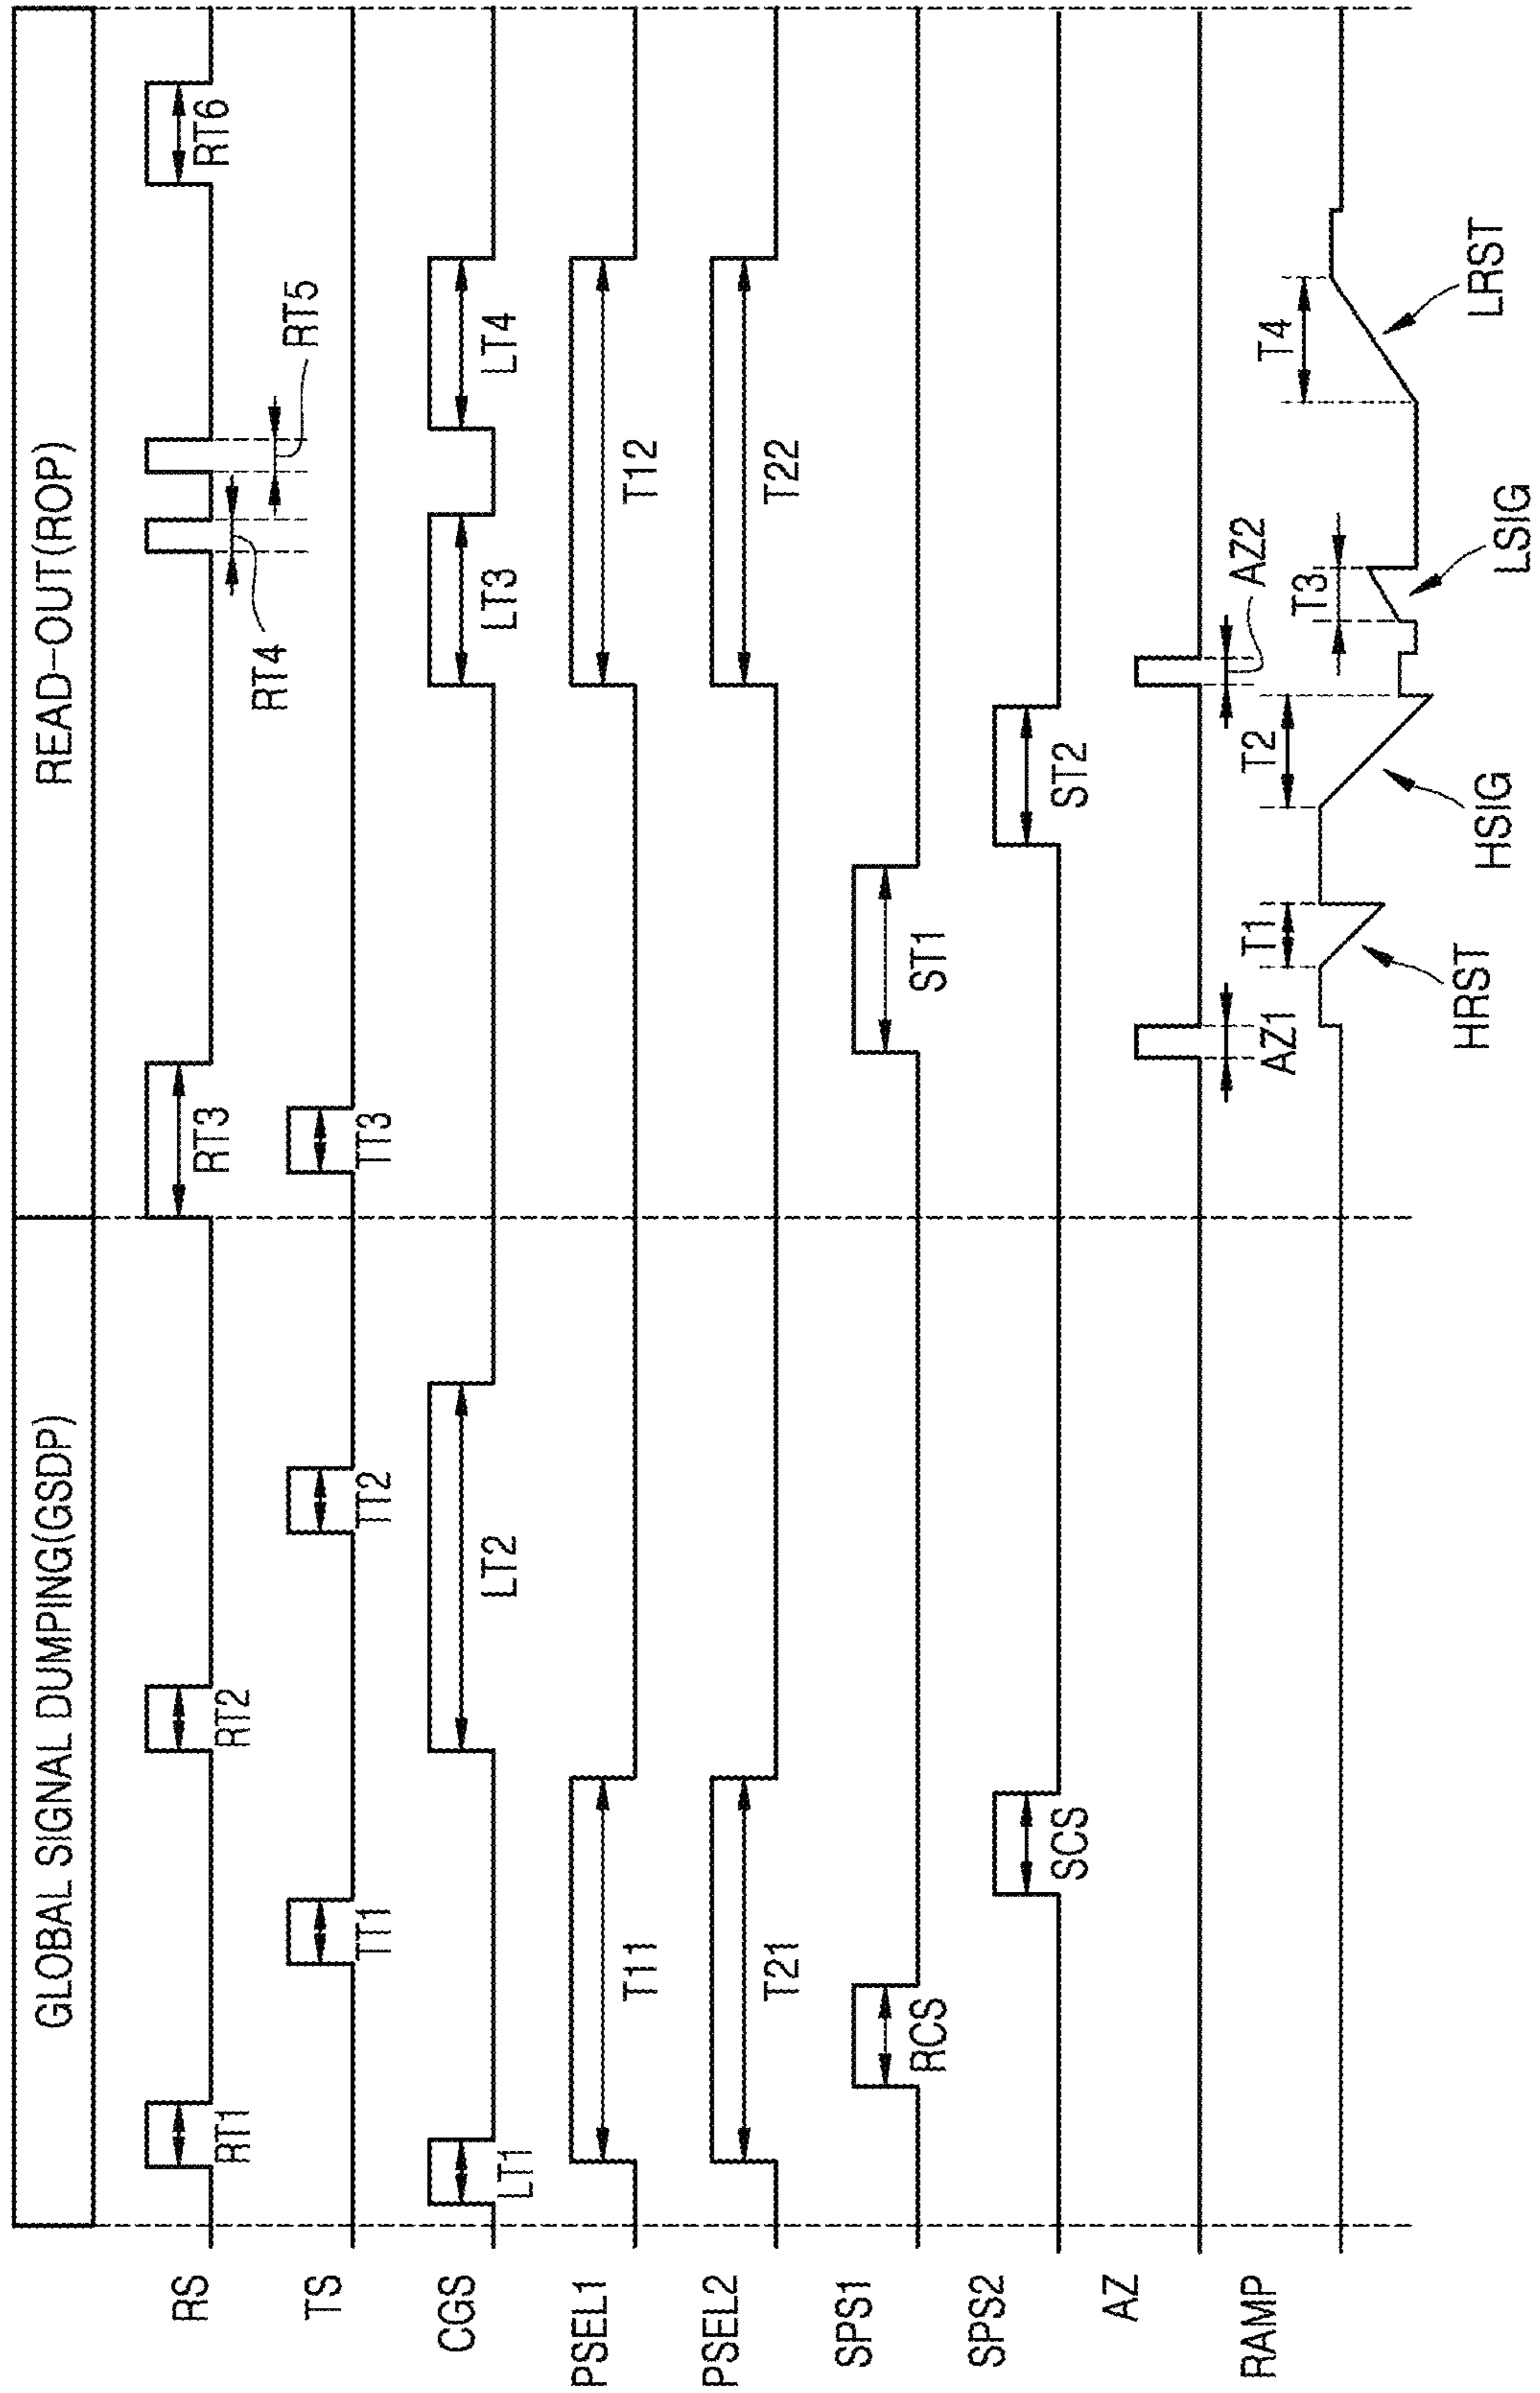 GLOBAL SIGNAL DUMPING(GSDP)
READ-OUT(ROP)
RS
RT1
RT2
RT3
RT4
RT5
RT6
TS
TT1
TT2
TT3
CGS
LT1
LT2
LT3
LT4
PSEL1
T11
T12
PSEL2
T21
T22
SPS1
RCS
ST1
SPS2
SCS
ST2
AZ
AZ1
AZ2
RAMP
T1
T2
T3
T4
HRST
HSIG
LSIG
LRST